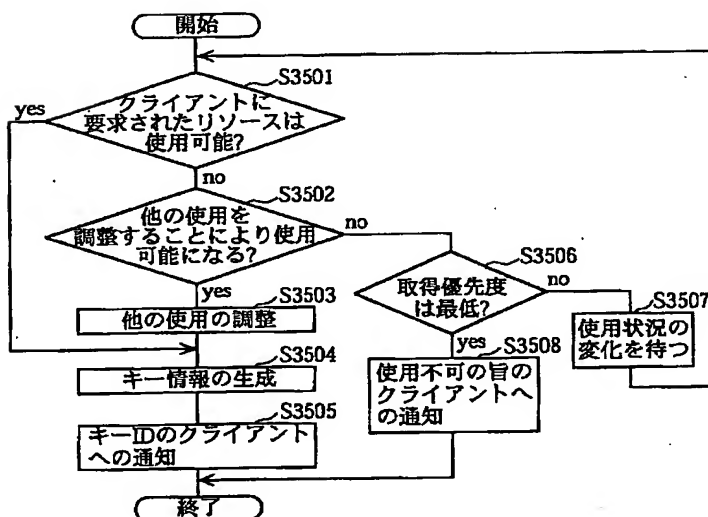 開始
S3501
yes
クライアントに
要求されたリソースは
使用可能?
no
S3502
他の使用を
調整することにより使用
可能になる?
no
yes
S3503
他の使用の調整
S3506
取得優先度
は最低?
no
S3507
使用状況の
変化を待つ
yes
S3508
使用不可の旨の
クライアントへ
の通知
S3504
キー情報の生成
S3505
キーIDのクライアント
への通知
終了